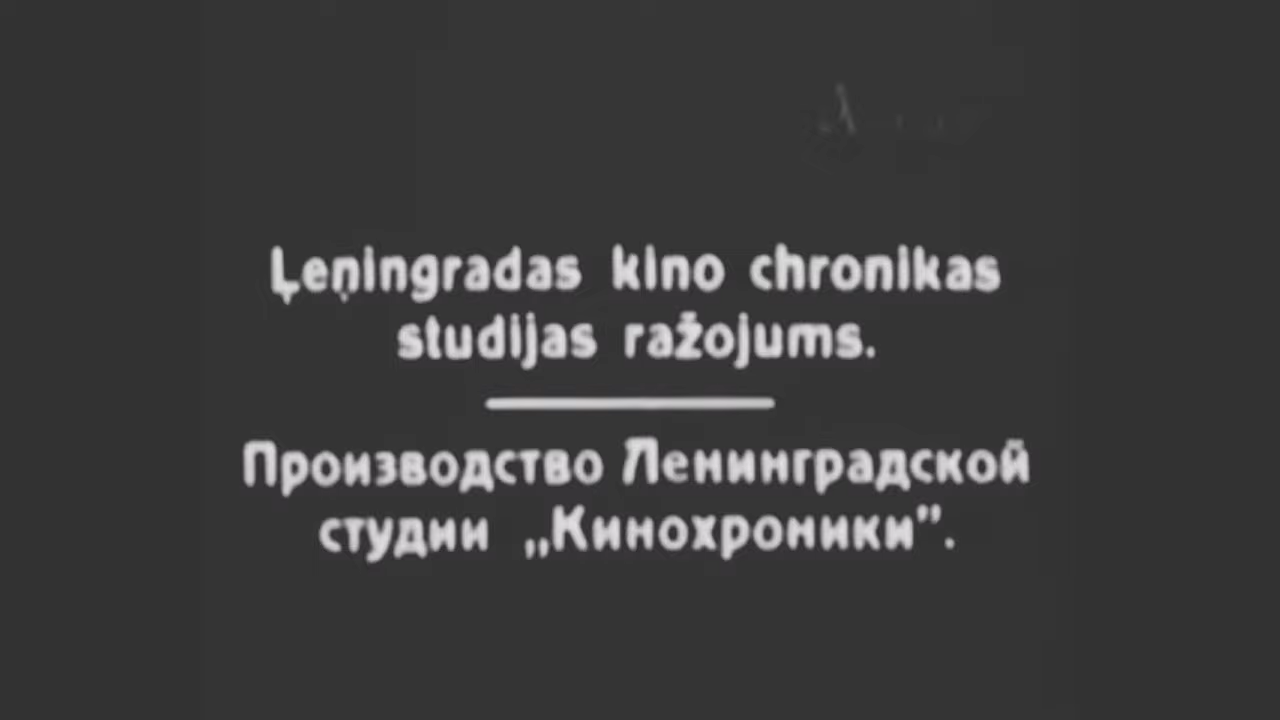 Ļeņingradas kino chronikas
studijas ražojums.
Производство Ленинградской
студии „Кинохроники”.